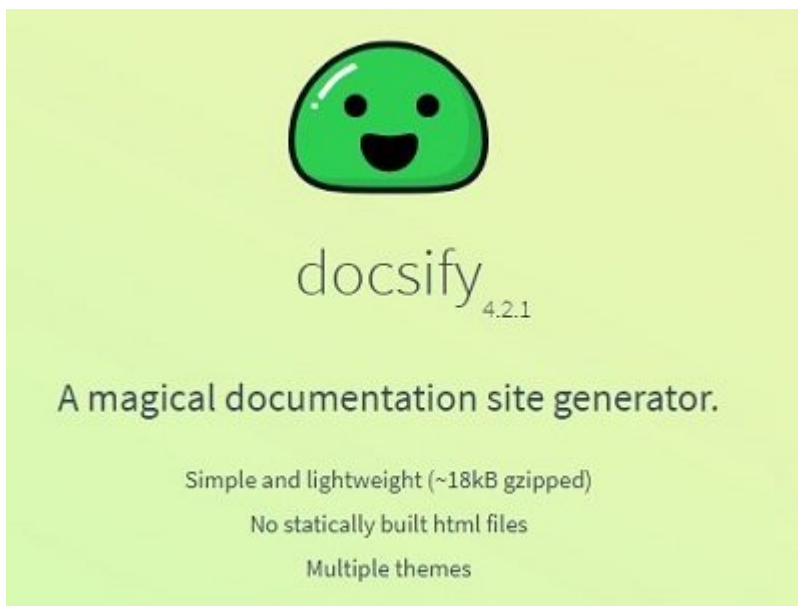 docsify 4.2.1
A magical documentation site generator.
Simple and lightweight (~18kB gzipped)
No statically built html files
Multiple themes